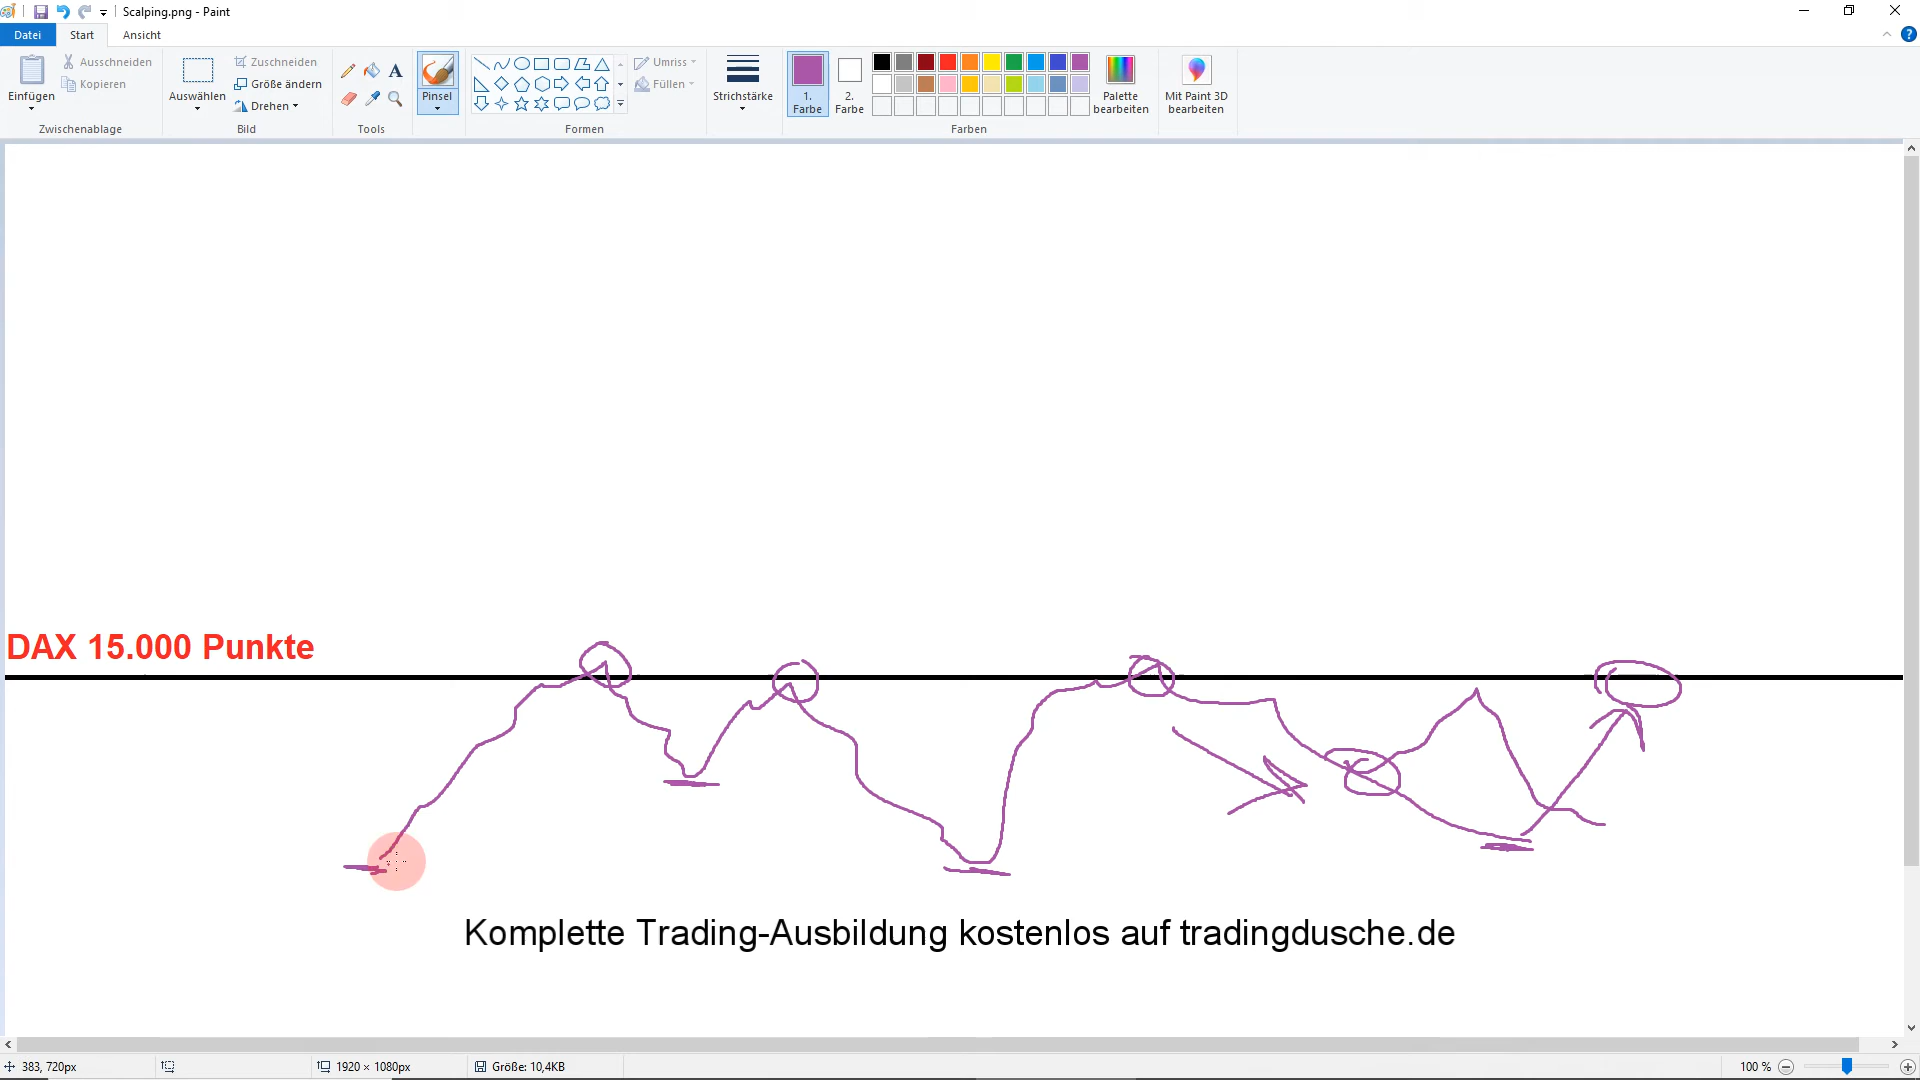 Scalping.png - Paint
Datei Start Ansicht
Einfügen
Ausschneiden
Kopieren
Zwischenablage
Auswählen
Zuschneiden
Größe ändern
Drehen
Bild
Tools
Pinsel
Umriss
Füllen
Formen
Strichstärke
1.
Farbe
2.
Farbe
Palette
bearbeiten
Farben
Mit Paint 3D
bearbeiten
DAX 15.000 Punkte
Komplette Trading-Ausbildung kostenlos auf tradingdusche.de
383, 720px
1920 × 1080px
Größe: 10,4KB
100 %